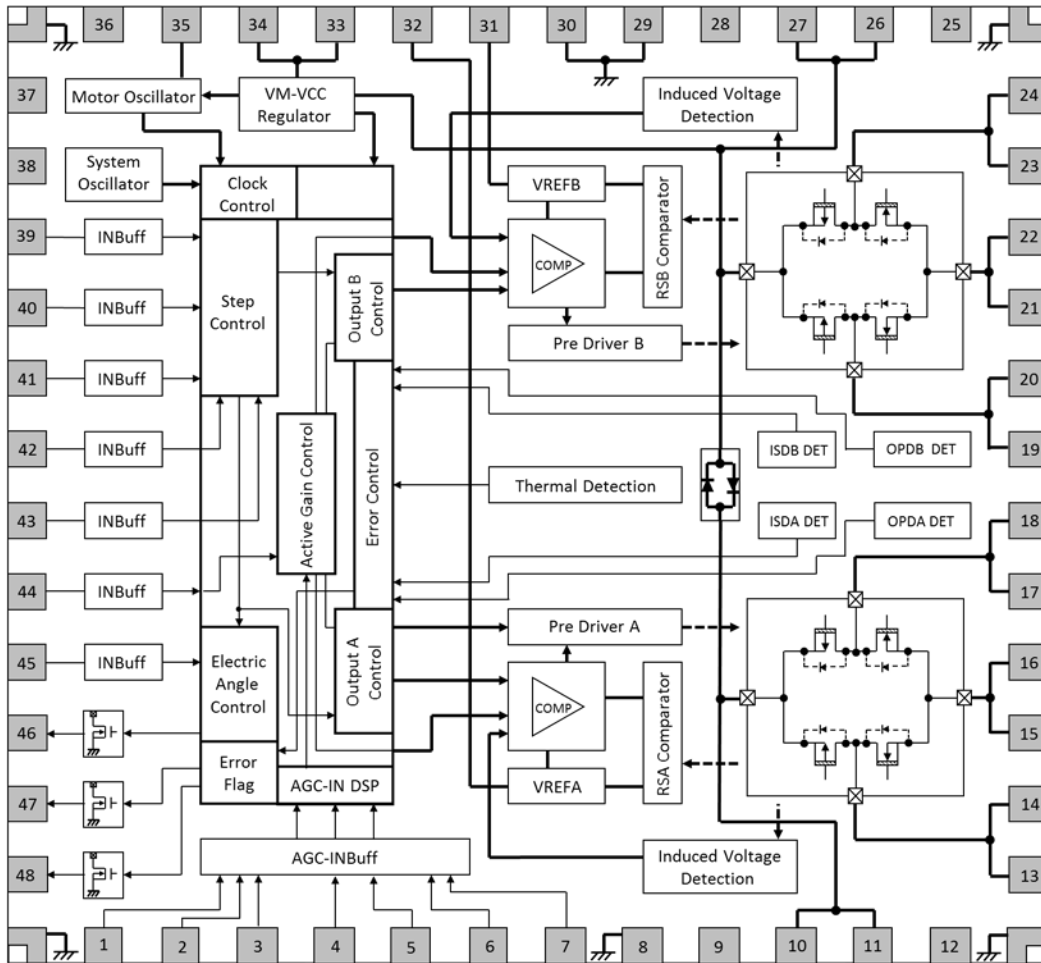 36 35 34 33 32 31 30 29 28 27 26 25
37
Motor Oscillator
VM-VCC
Regulator
Induced Voltage
Detection
24
38
System
Oscillator
Clock
Control
VREFB
RSB Comparator
23
39
INBuff
Step
Control
Output B
Control
COMP
22
40
INBuff
Pre Driver B
21
41
INBuff
20
42
INBuff
Active Gain Control
Error Control
ISDB DET
OPDB DET
19
43
INBuff
Thermal Detection
ISDA DET
OPDA DET
18
44
INBuff
17
45
INBuff
Electric
Angle
Control
Output A
Control
Pre Driver A
16
46
COMP
RSA Comparator
15
47
Error
Flag
AGC-IN DSP
VREFA
14
48
AGC-INBuff
Induced Voltage
Detection
13
1 2 3 4 5 6 7 8 9 10 11 12